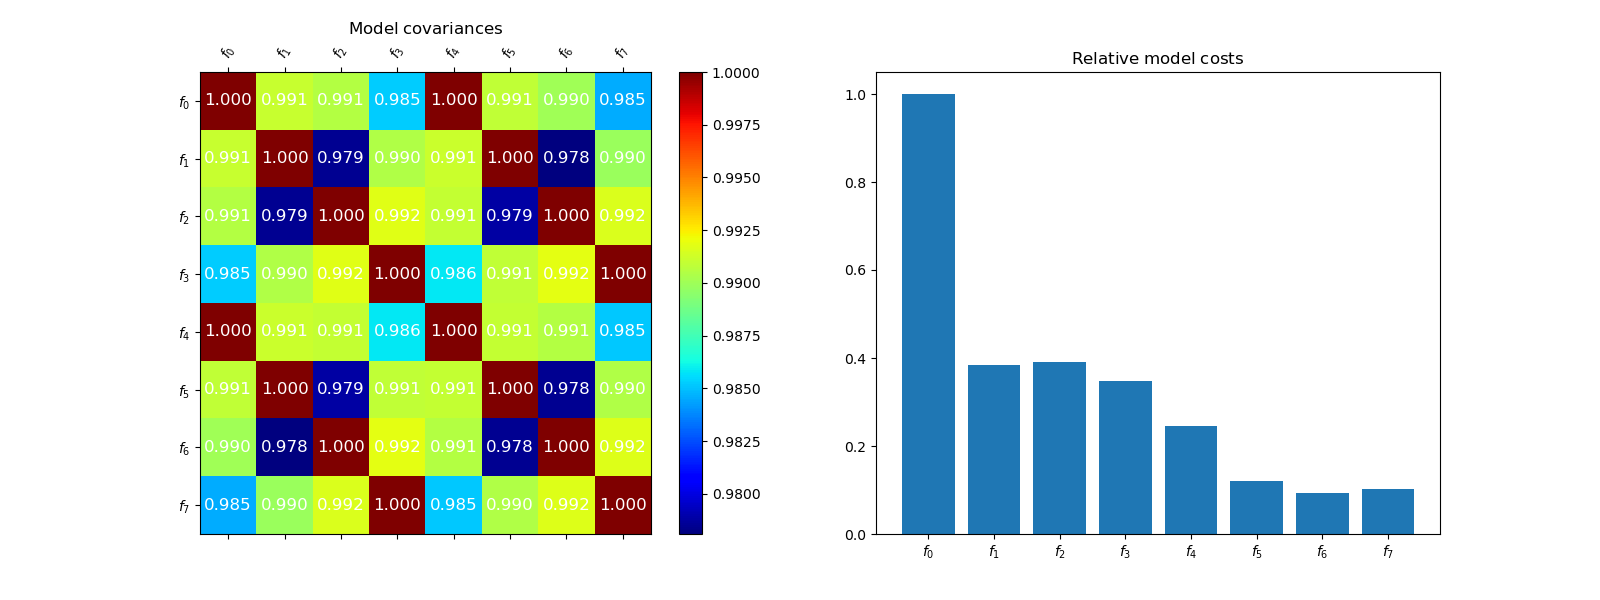 Model covariances
f₀ f₁ f₂ f₃ f₄ f₅ f₆ f₇
f₀ 1.000 0.991 0.991 0.985 1.000 0.991 0.990 0.985
f₁ 0.991 1.000 0.979 0.990 0.991 1.000 0.978 0.990
f₂ 0.991 0.979 1.000 0.992 0.991 0.979 1.000 0.992
f₃ 0.985 0.990 0.992 1.000 0.986 0.991 0.992 1.000
f₄ 1.000 0.991 0.991 0.986 1.000 0.991 0.991 0.985
f₅ 0.991 1.000 0.979 0.991 0.991 1.000 0.978 0.990
f₆ 0.990 0.978 1.000 0.992 0.991 0.978 1.000 0.992
f₇ 0.985 0.990 0.992 1.000 0.985 0.990 0.992 1.000
1.0000
0.9975
0.9950
0.9925
0.9900
0.9875
0.9850
0.9825
0.9800
Relative model costs
1.0
0.8
0.6
0.4
0.2
0.0
f₀ f₁ f₂ f₃ f₄ f₅ f₆ f₇